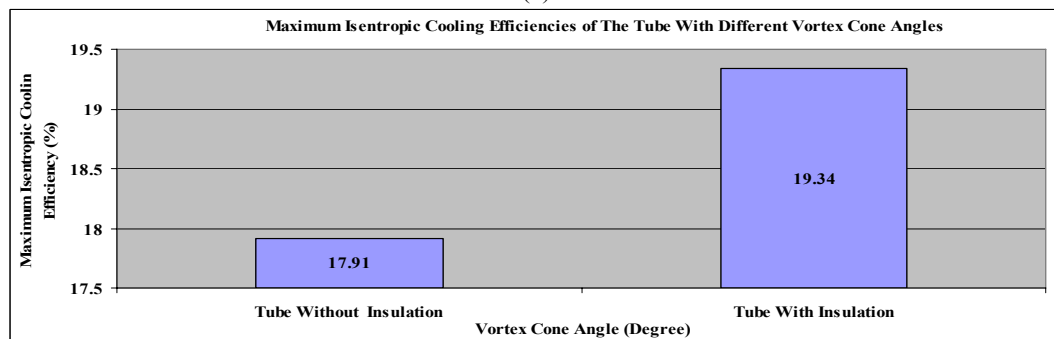 Maximum Isentropic Cooling Efficiencies of The Tube With Different Vortex Cone Angles
Maximum Isentropic Coolin
Efficiency (%)
19.5
19
18.5
18
17.5
17.91
19.34
Tube Without Insulation
Tube With Insulation
Vortex Cone Angle (Degree)